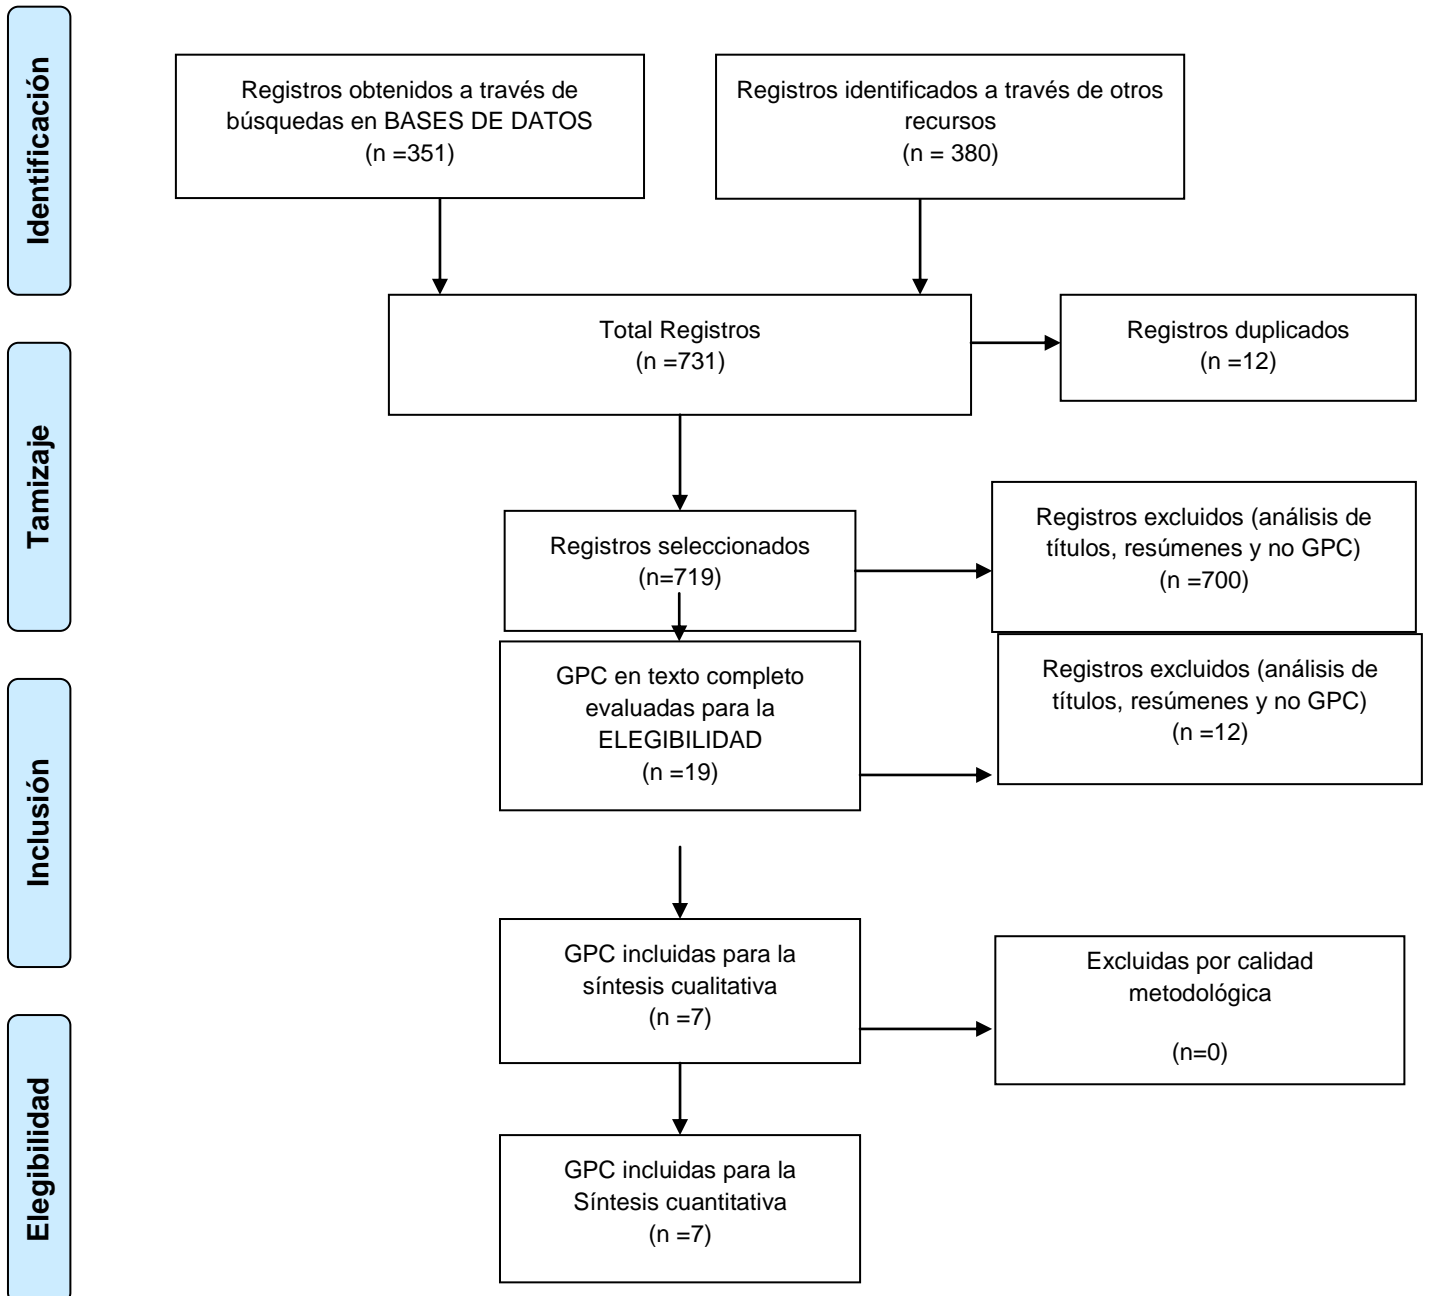 Identificación
Registros obtenidos a través de
búsquedas en BASES DE DATOS
(n =351)
Registros identificados a través de otros
recursos
(n = 380)
Total Registros
(n =731)
Registros duplicados
(n =12)
Tamizaje
Registros seleccionados
(n=719)
Registros excluidos (análisis de
títulos, resúmenes y no GPC)
(n =700)
GPC en texto completo
evaluadas para la
ELEGIBILIDAD
(n =19)
Registros excluidos (análisis de
títulos, resúmenes y no GPC)
(n =12)
Inclusión
GPC incluidas para la
síntesis cualitativa
(n =7)
Excluidas por calidad
metodológica
(n=0)
Elegibilidad
GPC incluidas para la
Síntesis cuantitativa
(n =7)